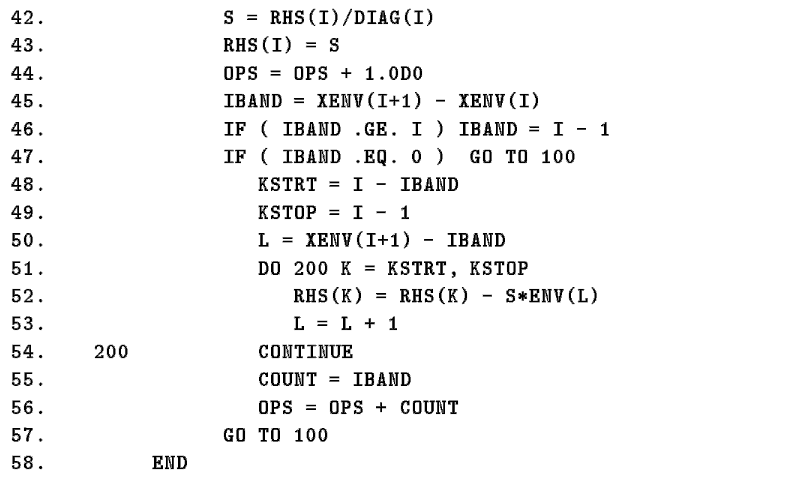 42. S = RHS(I)/DIAG(I)
43. RHS(I) = S
44. OPS = OPS + 1.0D0
45. IBAND = XENV(I+1) - XENV(I)
46. IF ( IBAND .GE. I ) IBAND = I - 1
47. IF ( IBAND .EQ. 0 ) GO TO 100
48. KSTRT = I - IBAND
49. KSTOP = I - 1
50. L = XENV(I+1) - IBAND
51. DO 200 K = KSTRT, KSTOP
52. RHS(K) = RHS(K) - S*ENV(L)
53. L = L + 1
54. 200 CONTINUE
55. COUNT = IBAND
56. OPS = OPS + COUNT
57. GO TO 100
58. END